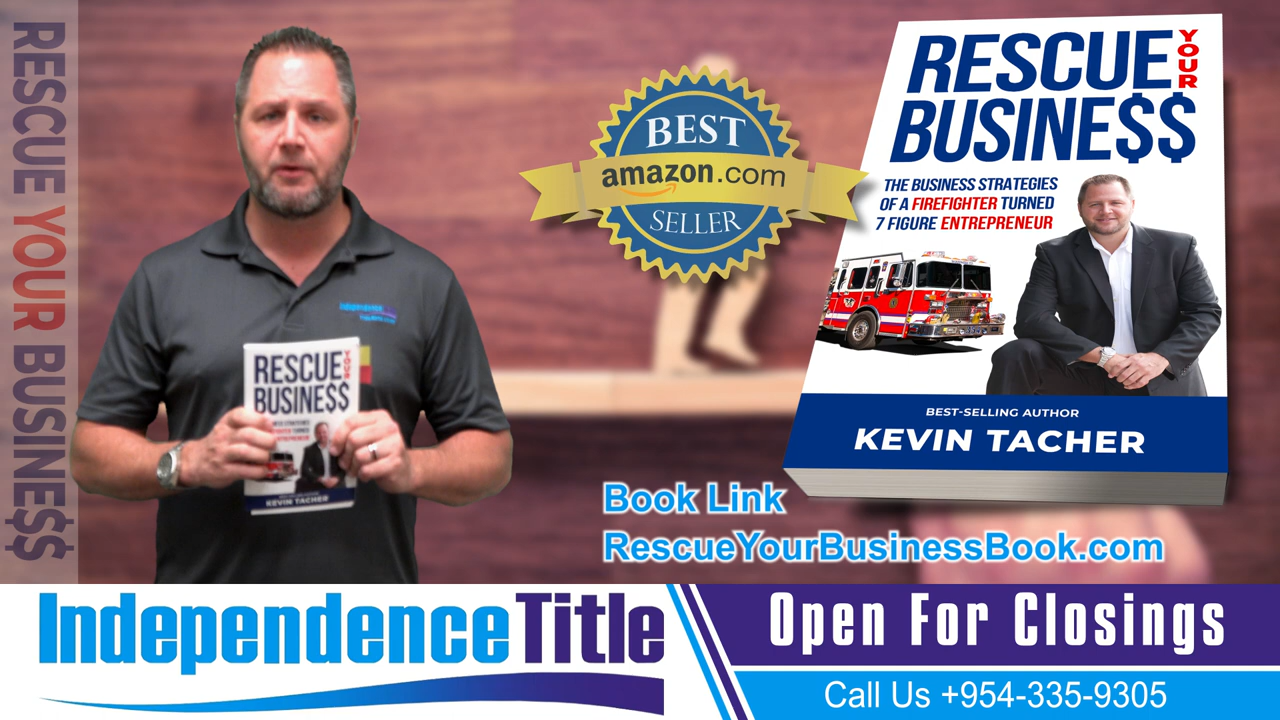 RESCUE YOUR BUSINE$$
BEST
amazon.com
SELLER
RESCUE YOUR
BUSINE$$
THE BUSINESS STRATEGIES
OF A FIREFIGHTER TURNED
7 FIGURE ENTREPRENEUR
BEST-SELLING AUTHOR
KEVIN TACHER
Independence
RESCUE YOUR
BUSINE$$
KEVIN TACHER
Book Link
RescueYourBusinessBook.com
IndependenceTitle
Open For Closings
Call Us +954-335-9305